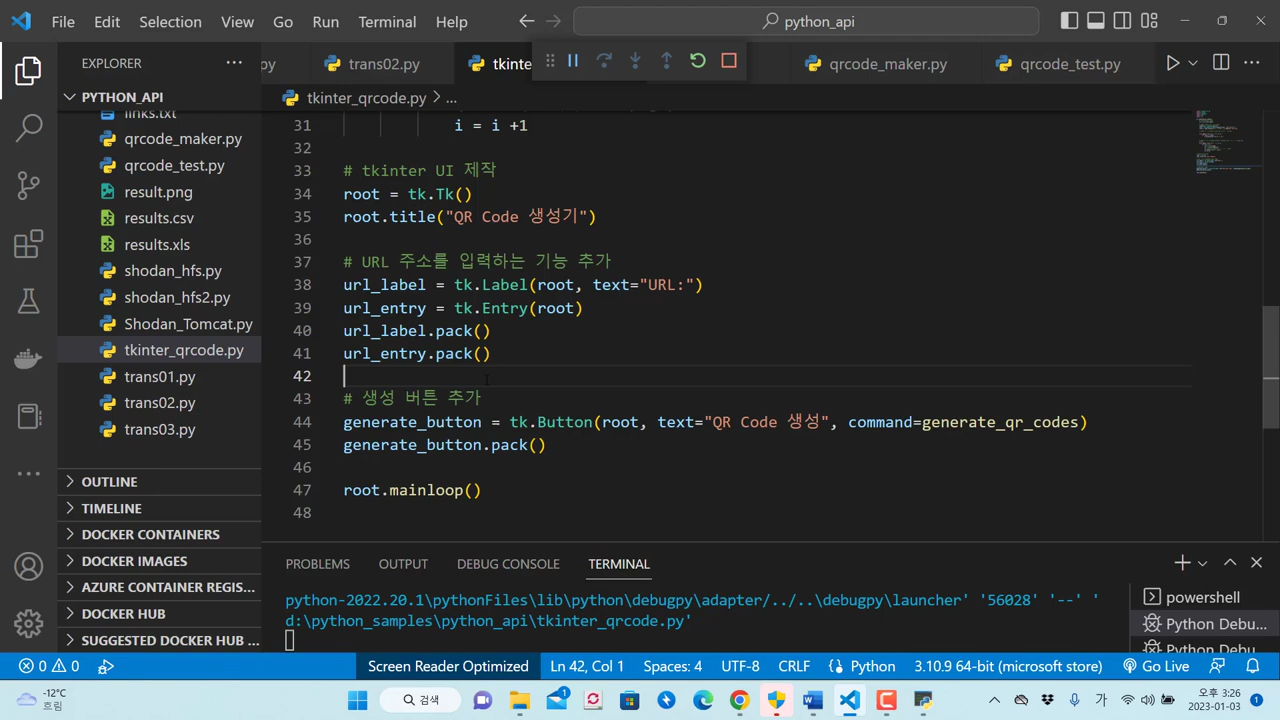 File Edit Selection View Go Run Terminal Help
python_api
EXPLORER
py
trans02.py
tkinte
qrcode_maker.py
qrcode_test.py
PYTHON_API
tkinter_qrcode.py > ...
links.txt
qrcode_maker.py
qrcode_test.py
result.png
results.csv
results.xls
shodan_hfs.py
shodan_hfs2.py
Shodan_Tomcat.py
tkinter_qrcode.py
trans01.py
trans02.py
trans03.py
OUTLINE
TIMELINE
DOCKER CONTAINERS
DOCKER IMAGES
AZURE CONTAINER REGIS...
DOCKER HUB
SUGGESTED DOCKER HUB ...
31 i = i +1
32
33 # tkinter UI 제작
34 root = tk.Tk()
35 root.title("QR Code 생성기")
36
37 # URL 주소를 입력하는 기능 추가
38 url_label = tk.Label(root, text="URL:")
39 url_entry = tk.Entry(root)
40 url_label.pack()
41 url_entry.pack()
42
43 # 생성 버튼 추가
44 generate_button = tk.Button(root, text="QR Code 생성", command=generate_qr_codes)
45 generate_button.pack()
46
47 root.mainloop()
48
PROBLEMS OUTPUT DEBUG CONSOLE TERMINAL
python-2022.20.1\pythonFiles\lib\python\debugpy\adapter/../..\debugpy\launcher' '56028' '--' '
d:\python_samples\python_api\tkinter_qrcode.py'
powershell
Python Debu...
Python Debu...
0 0
Screen Reader Optimized
Ln 42, Col 1
Spaces: 4
UTF-8
CRLF
Python
3.10.9 64-bit (microsoft store)
Go Live
-12°C
흐림
검색
1
가
오후 3:26
2023-01-03
1